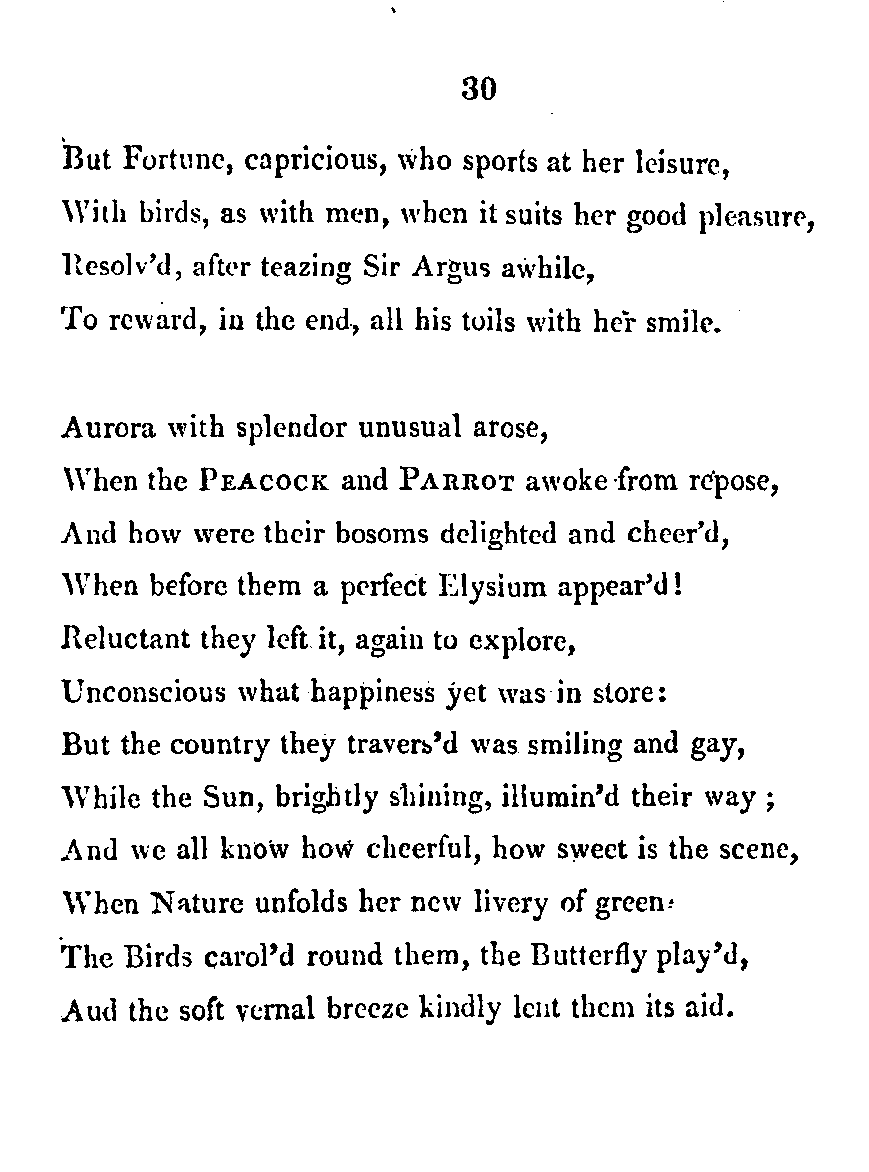 30
But Fortune, capricious, who sports at her leisure,
With birds, as with men, when it suits her good pleasure,
Resolv'd, after teazing Sir Argus awhile,
To reward, in the end, all his toils with her smile.
Aurora with splendor unusual arose,
When the PEACOCK and PARROT awoke from repose,
And how were their bosoms delighted and cheer'd,
When before them a perfect Elysium appear'd!
Reluctant they left it, again to explore,
Unconscious what happiness yet was in store:
But the country they travers'd was smiling and gay,
While the Sun, brightly shining, illumin'd their way;
And we all know how cheerful, how sweet is the scene,
When Nature unfolds her new livery of green.
The Birds carol'd round them, the Butterfly play'd,
And the soft vernal breeze kindly lent them its aid.